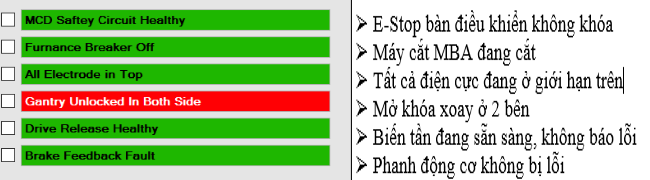 MCD Saftey Circuit Healthy
Furnance Breaker Off
All Electrode in Top
Gantry Unlocked In Both Side
Drive Release Healthy
Brake Feedback Fault
➢ E-Stop bàn điều khiển không khóa
➢ Máy cắt MBA đang cắt
➢ Tất cả điện cực đang ở giới hạn trên
➢ Mở khóa xoay ở 2 bên
➢ Biến tần đang sẵn sàng, không báo lỗi
➢ Phanh động cơ không bị lỗi